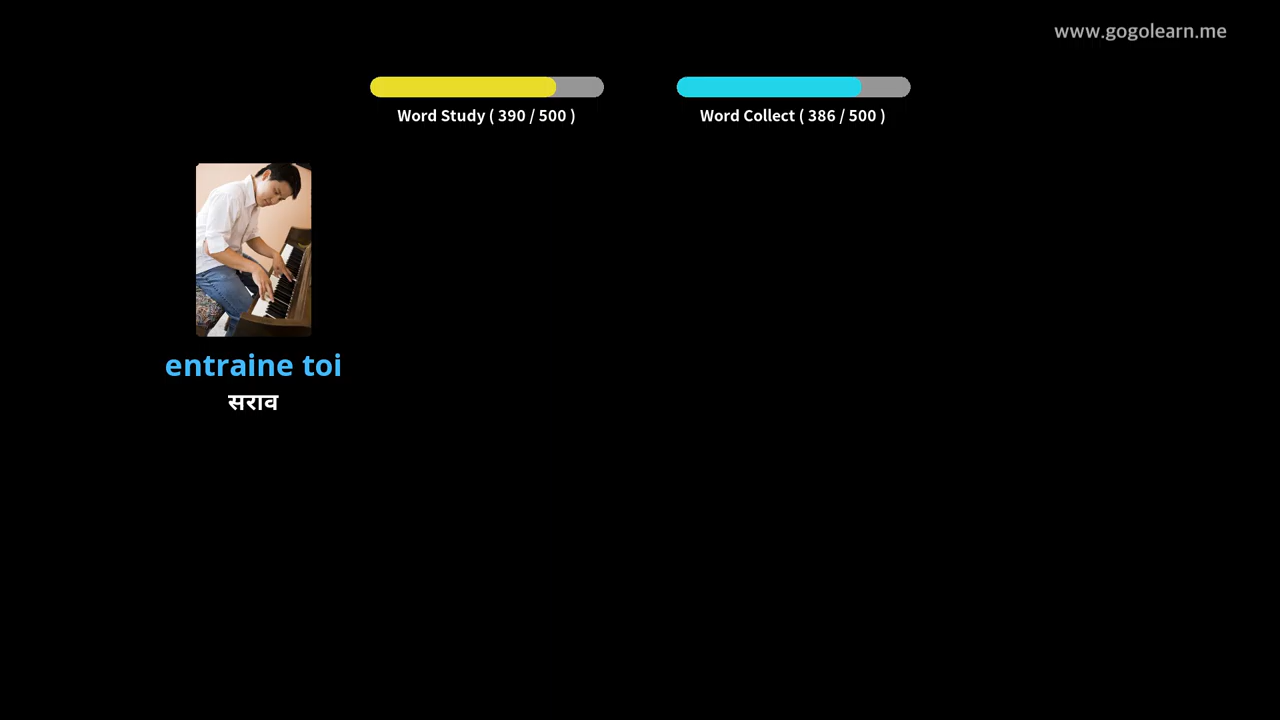 www.gogolearn.me
Word Study ( 390 / 500 )
Word Collect ( 386 / 500 )
entraine toi
सराव